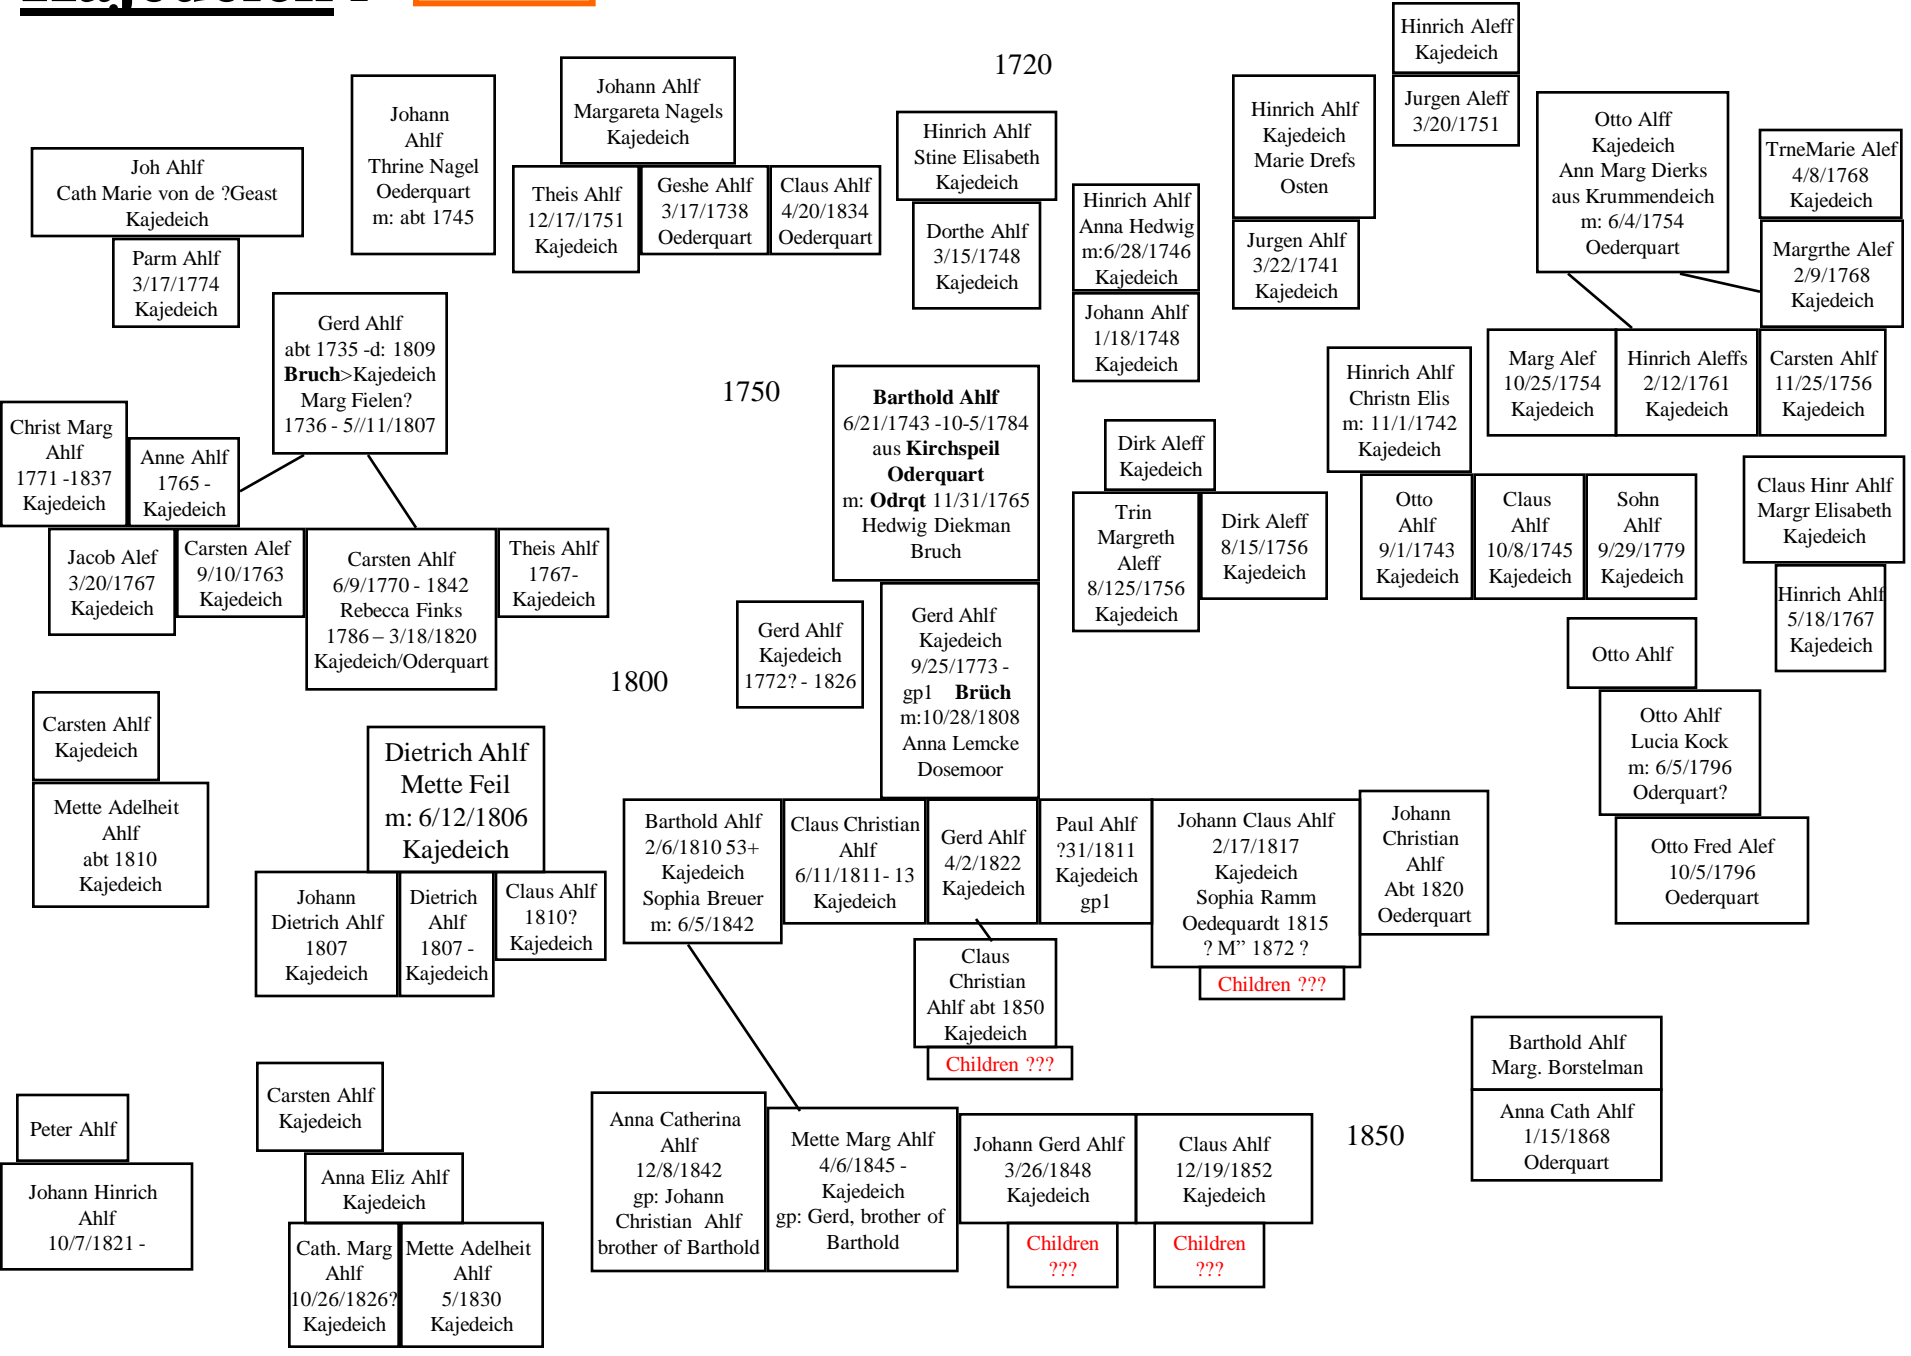 1720
Hinrich Aleff
Kajedeich
Jurgen Aleff
3/20/1751
Johann Ahlf
Margareta Nagels
Kajedeich
Theis Ahlf
12/17/1751
Kajedeich
Geshe Ahlf
3/17/1738
Oederquart
Claus Ahlf
4/20/1834
Oederquart
Johann
Ahlf
Thrine Nagel
Oederquart
m: abt 1745
Joh Ahlf
Cath Marie von de ?Geast
Kajedeich
Parm Ahlf
3/17/1774
Kajedeich
Hinrich Ahlf
Stine Elisabeth
Kajedeich
Dorthe Ahlf
3/15/1748
Kajedeich
Hinrich Ahlf
Anna Hedwig
m:6/28/1746
Kajedeich
Johann Ahlf
1/18/1748
Kajedeich
Hinrich Ahlf
Kajedeich
Marie Drefs
Osten
Jurgen Ahlf
3/22/1741
Kajedeich
Otto Alff
Kajedeich
Ann Marg Dierks
aus Krummendeich
m: 6/4/1754
Oederquart
TrneMarie Alef
4/8/1768
Kajedeich
Margrthe Alef
2/9/1768
Kajedeich
Marg Alef
10/25/1754
Kajedeich
Hinrich Aleffs
2/12/1761
Kajedeich
Carsten Ahlf
11/25/1756
Kajedeich
Gerd Ahlf
abt 1735 -d: 1809
Bruch>Kajedeich
Marg Fielen?
1736 - 5//11/1807
Christ Marg
Ahlf
1771 -1837
Kajedeich
Anne Ahlf
1765 -
Kajedeich
Jacob Alef
3/20/1767
Kajedeich
Carsten Alef
9/10/1763
Kajedeich
Carsten Ahlf
6/9/1770 - 1842
Rebecca Finks
1786 – 3/18/1820
Kajedeich/Oderquart
Theis Ahlf
1767-
Kajedeich
1750
Barthold Ahlf
6/21/1743 -10-5/1784
aus Kirchspeil
Oderquart
m: Odrqt 11/31/1765
Hedwig Diekman
Bruch
Dirk Aleff
Kajedeich
Trin
Margreth
Aleff
8/125/1756
Kajedeich
Dirk Aleff
8/15/1756
Kajedeich
Hinrich Ahlf
Christn Elis
m: 11/1/1742
Kajedeich
Otto
Ahlf
9/1/1743
Kajedeich
Claus
Ahlf
10/8/1745
Kajedeich
Sohn
Ahlf
9/29/1779
Kajedeich
Claus Hinr Ahlf
Margr Elisabeth
Kajedeich
Hinrich Ahlf
5/18/1767
Kajedeich
Gerd Ahlf
Kajedeich
1772? - 1826
Gerd Ahlf
Kajedeich
9/25/1773 -
gp1 Brüch
m:10/28/1808
Anna Lemcke
Dosemoor
Otto Ahlf
Otto Ahlf
Lucia Kock
m: 6/5/1796
Oderquart?
Otto Fred Alef
10/5/1796
Oederquart
1800
Carsten Ahlf
Kajedeich
Mette Adelheit
Ahlf
abt 1810
Kajedeich
Dietrich Ahlf
Mette Feil
m: 6/12/1806
Kajedeich
Johann
Dietrich Ahlf
1807
Kajedeich
Dietrich
Ahlf
1807 -
Kajedeich
Claus Ahlf
1810?
Kajedeich
Barthold Ahlf
2/6/1810 53+
Kajedeich
Sophia Breuer
m: 6/5/1842
Claus Christian
Ahlf
6/11/1811- 13
Kajedeich
Gerd Ahlf
4/2/1822
Kajedeich
Paul Ahlf
?31/1811
Kajedeich
gp1
Johann Claus Ahlf
2/17/1817
Kajedeich
Sophia Ramm
Oedequardt 1815
? M” 1872 ?
Children ???
Johann
Christian
Ahlf
Abt 1820
Oederquart
Claus
Christian
Ahlf abt 1850
Kajedeich
Children ???
Barthold Ahlf
Marg. Borstelman
Anna Cath Ahlf
1/15/1868
Oderquart
Peter Ahlf
Johann Hinrich
Ahlf
10/7/1821 -
Carsten Ahlf
Kajedeich
Anna Eliz Ahlf
Kajedeich
Cath. Marg
Ahlf
10/26/1826?
Kajedeich
Mette Adelheit
Ahlf
5/1830
Kajedeich
Anna Catherina
Ahlf
12/8/1842
gp: Johann
Christian Ahlf
brother of Barthold
Mette Marg Ahlf
4/6/1845 -
Kajedeich
gp: Gerd, brother of
Barthold
Johann Gerd Ahlf
3/26/1848
Kajedeich
Children
???
Claus Ahlf
12/19/1852
Kajedeich
Children
???
1850